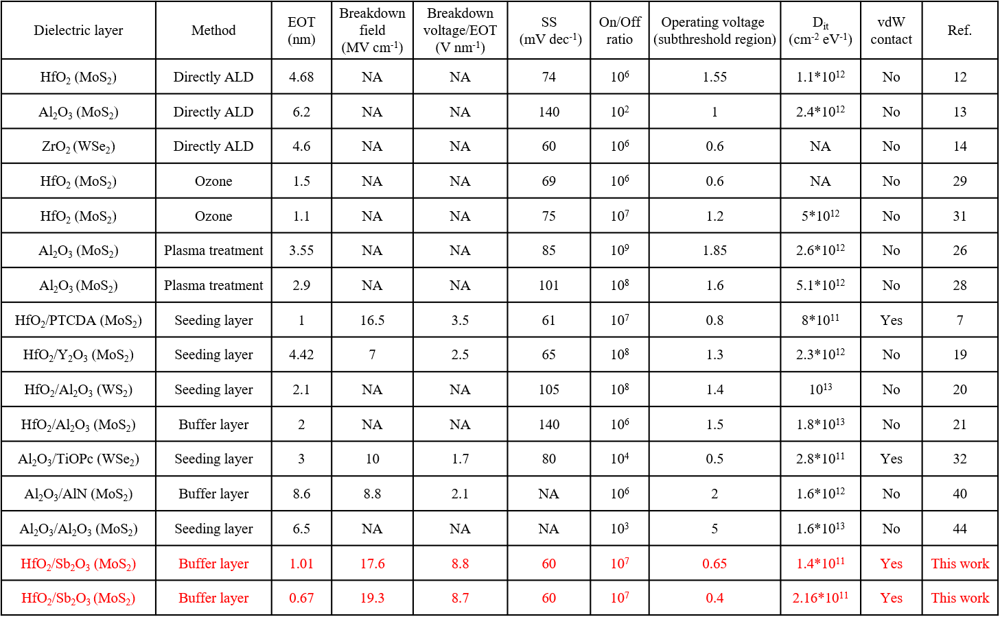 Dielectric layer | Method | EOT (nm) | Breakdown field (MV cm⁻¹) | Breakdown voltage/EOT (V nm⁻¹) | SS (mV dec⁻¹) | On/Off ratio | Operating voltage (subthreshold region) | D_it (cm⁻² eV⁻¹) | vdW contact | Ref.
HfO₂ (MoS₂) | Directly ALD | 4.68 | NA | NA | 74 | 10⁶ | 1.55 | 1.1*10¹² | No | 12
Al₂O₃ (MoS₂) | Directly ALD | 6.2 | NA | NA | 140 | 10² | 1 | 2.4*10¹² | No | 13
ZrO₂ (WSe₂) | Directly ALD | 4.6 | NA | NA | 60 | 10⁶ | 0.6 | NA | No | 14
HfO₂ (MoS₂) | Ozone | 1.5 | NA | NA | 69 | 10⁶ | 0.6 | NA | No | 29
HfO₂ (MoS₂) | Ozone | 1.1 | NA | NA | 75 | 10⁷ | 1.2 | 5*10¹² | No | 31
Al₂O₃ (MoS₂) | Plasma treatment | 3.55 | NA | NA | 85 | 10⁹ | 1.85 | 2.6*10¹² | No | 26
Al₂O₃ (MoS₂) | Plasma treatment | 2.9 | NA | NA | 101 | 10⁸ | 1.6 | 5.1*10¹² | No | 28
HfO₂/PTCDA (MoS₂) | Seeding layer | 1 | 16.5 | 3.5 | 61 | 10⁷ | 0.8 | 8*10¹¹ | Yes | 7
HfO₂/Y₂O₃ (MoS₂) | Seeding layer | 4.42 | 7 | 2.5 | 65 | 10⁸ | 1.3 | 2.3*10¹² | No | 19
HfO₂/Al₂O₃ (WS₂) | Seeding layer | 2.1 | NA | NA | 105 | 10⁸ | 1.4 | 10¹³ | No | 20
HfO₂/Al₂O₃ (MoS₂) | Buffer layer | 2 | NA | NA | 140 | 10⁶ | 1.5 | 1.8*10¹³ | No | 21
Al₂O₃/TiOPc (WSe₂) | Seeding layer | 3 | 10 | 1.7 | 80 | 10⁴ | 0.5 | 2.8*10¹¹ | Yes | 32
Al₂O₃/AlN (MoS₂) | Buffer layer | 8.6 | 8.8 | 2.1 | NA | 10⁶ | 2 | 1.6*10¹² | No | 40
Al₂O₃/Al₂O₃ (MoS₂) | Seeding layer | 6.5 | NA | NA | NA | 10³ | 5 | 1.6*10¹³ | No | 44
HfO₂/Sb₂O₃ (MoS₂) | Buffer layer | 1.01 | 17.6 | 8.8 | 60 | 10⁷ | 0.65 | 1.4*10¹¹ | Yes | This work
HfO₂/Sb₂O₃ (MoS₂) | Buffer layer | 0.67 | 19.3 | 8.7 | 60 | 10⁷ | 0.4 | 2.16*10¹¹ | Yes | This work